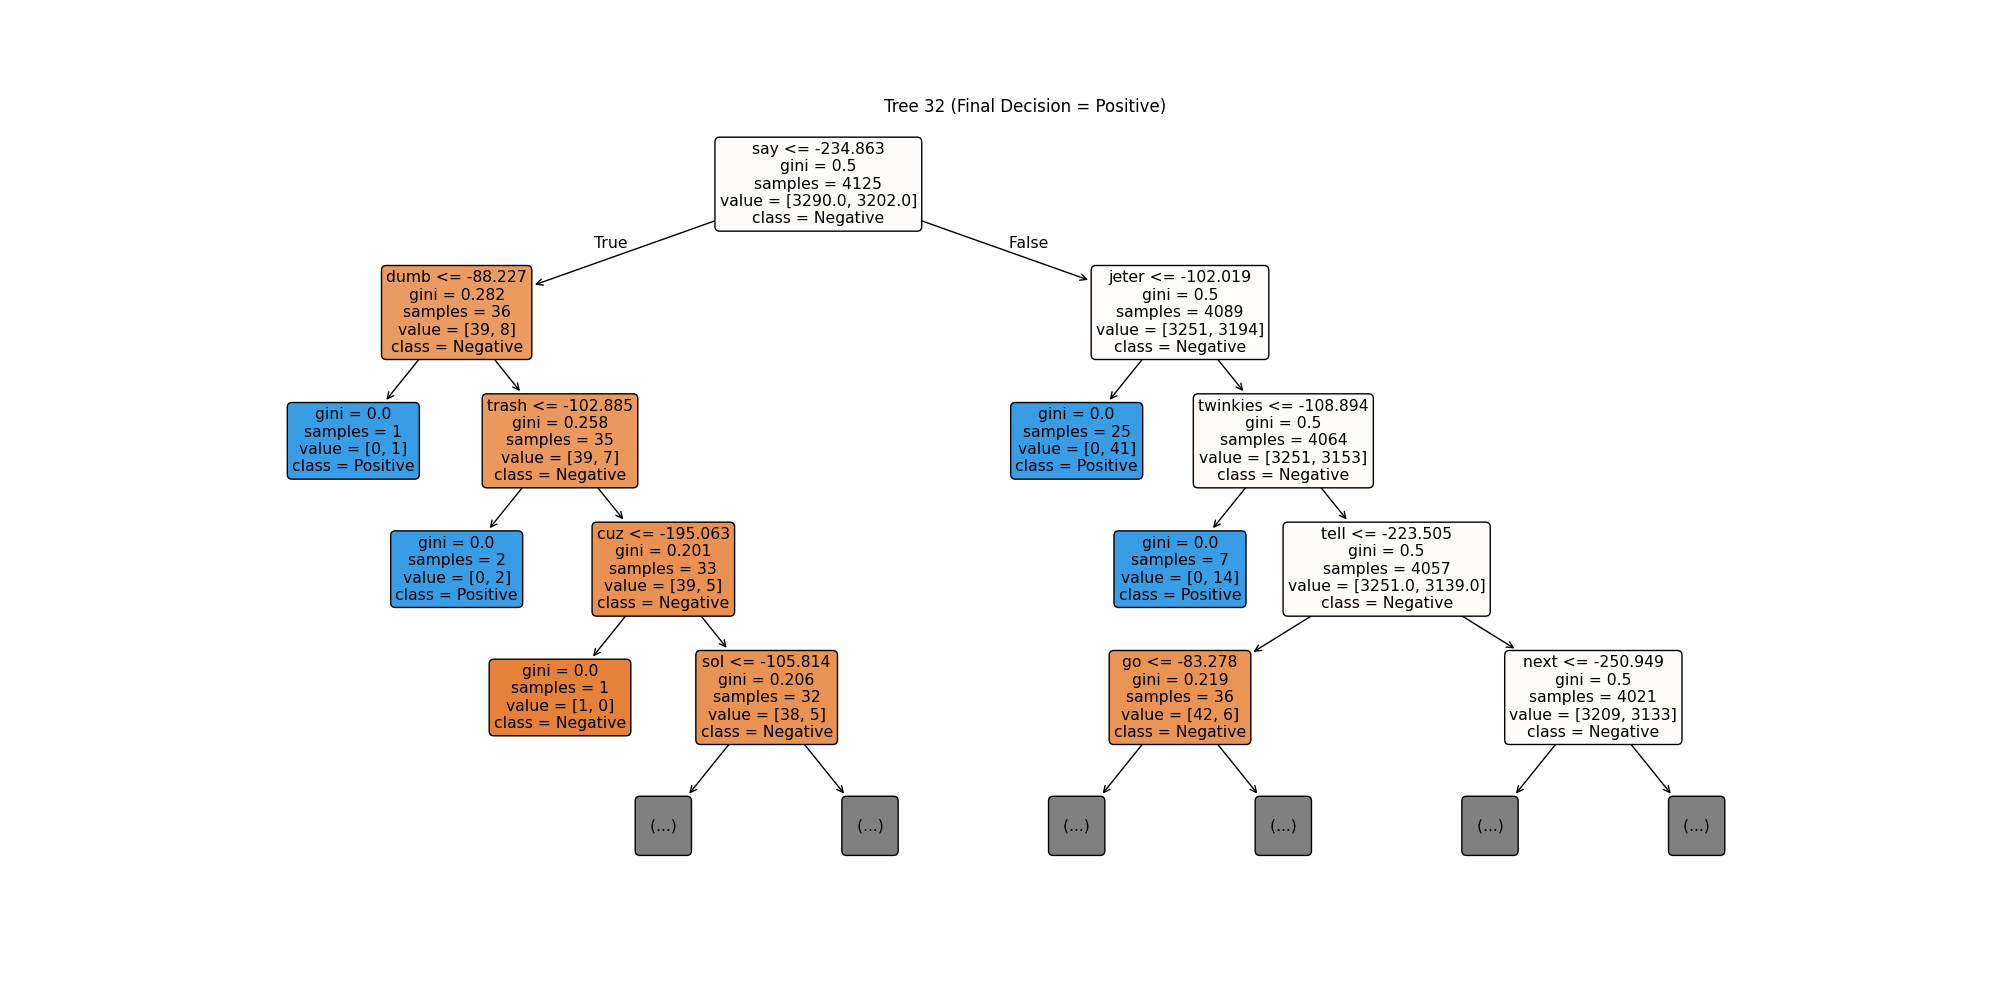 Tree 32 (Final Decision = Positive)
say <= -234.863
gini = 0.5
samples = 4125
value = [3290.0, 3202.0]
class = Negative
True
False
dumb <= -88.227
gini = 0.282
samples = 36
value = [39, 8]
class = Negative
jeter <= -102.019
gini = 0.5
samples = 4089
value = [3251, 3194]
class = Negative
gini = 0.0
samples = 1
value = [0, 1]
class = Positive
trash <= -102.885
gini = 0.258
samples = 35
value = [39, 7]
class = Negative
gini = 0.0
samples = 25
value = [0, 41]
class = Positive
twinkies <= -108.894
gini = 0.5
samples = 4064
value = [3251, 3153]
class = Negative
gini = 0.0
samples = 2
value = [0, 2]
class = Positive
cuz <= -195.063
gini = 0.201
samples = 33
value = [39, 5]
class = Negative
gini = 0.0
samples = 7
value = [0, 14]
class = Positive
tell <= -223.505
gini = 0.5
samples = 4057
value = [3251.0, 3139.0]
class = Negative
gini = 0.0
samples = 1
value = [1, 0]
class = Negative
sol <= -105.814
gini = 0.206
samples = 32
value = [38, 5]
class = Negative
go <= -83.278
gini = 0.219
samples = 36
value = [42, 6]
class = Negative
next <= -250.949
gini = 0.5
samples = 4021
value = [3209, 3133]
class = Negative
(...)
(...)
(...)
(...)
(...)
(...)